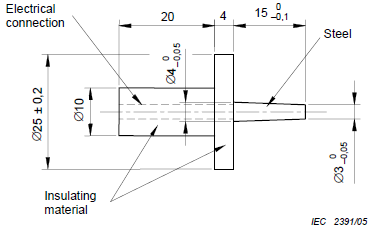 Electrical
connection
20
4
15 0 -0,1
Steel
Ø4 0 -0,05
Ø25 ± 0,2
Ø10
Ø3 0 -0,05
Insulating
material
IEC 2391/05